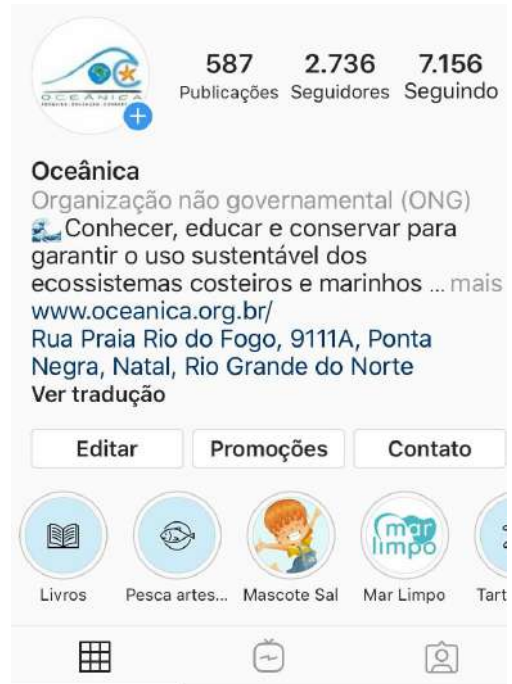 OCEÂNICA
587 2.736 7.156
Publicações Seguidores Seguindo
Oceânica
Organização não governamental (ONG)
Conhecer, educar e conservar para
garantir o uso sustentável dos
ecossistemas costeiros e marinhos ... mais
www.oceanica.org.br/
Rua Praia Rio do Fogo, 9111A, Ponta
Negra, Natal, Rio Grande do Norte
Ver tradução
Editar Promoções Contato
mar
limpo
Livros Pesca artes... Mascote Sal Mar Limpo Tart